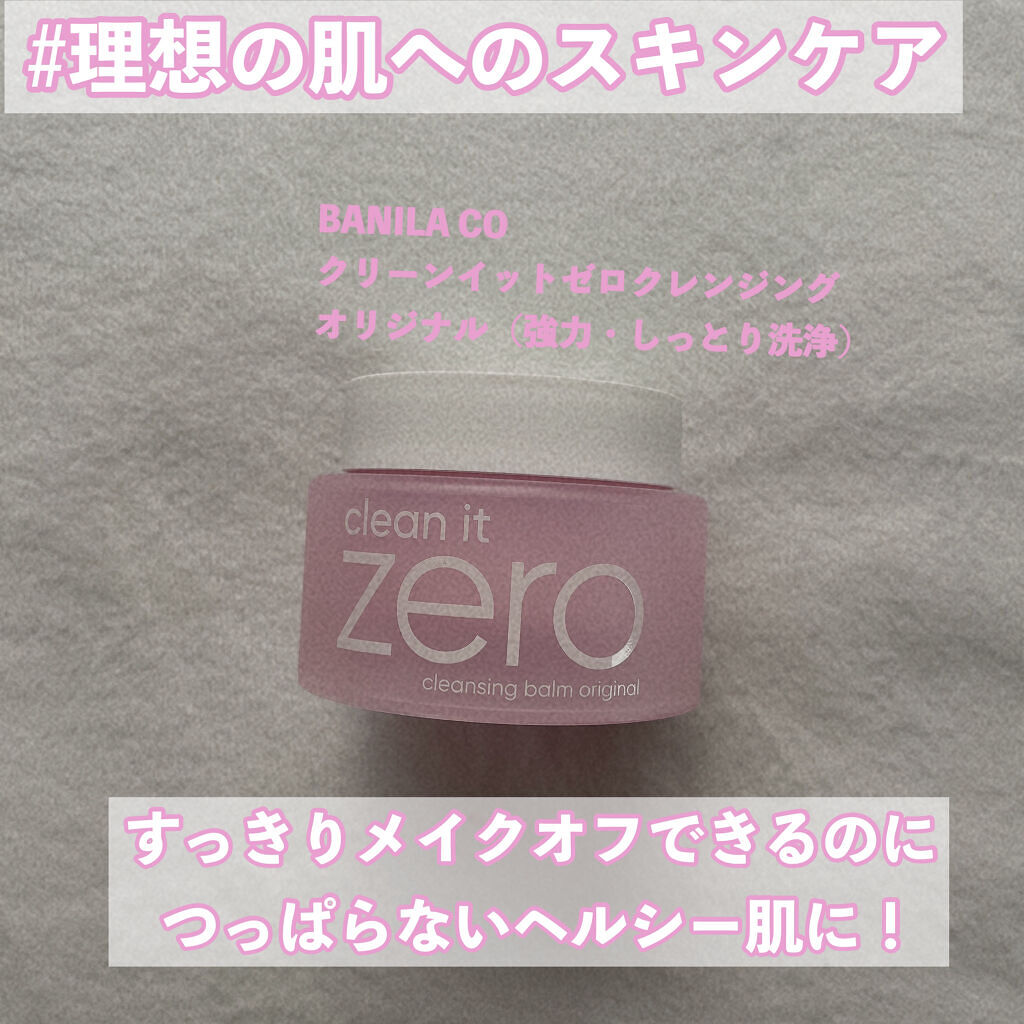 #理想の肌へのスキンケア
BANILA CO
クリーンイットゼロクレンジング
オリジナル（強力・しっとり洗浄）
clean it
zero
cleansing balm original
すっきりメイクオフできるのに
つっぱらないヘルシー肌に！